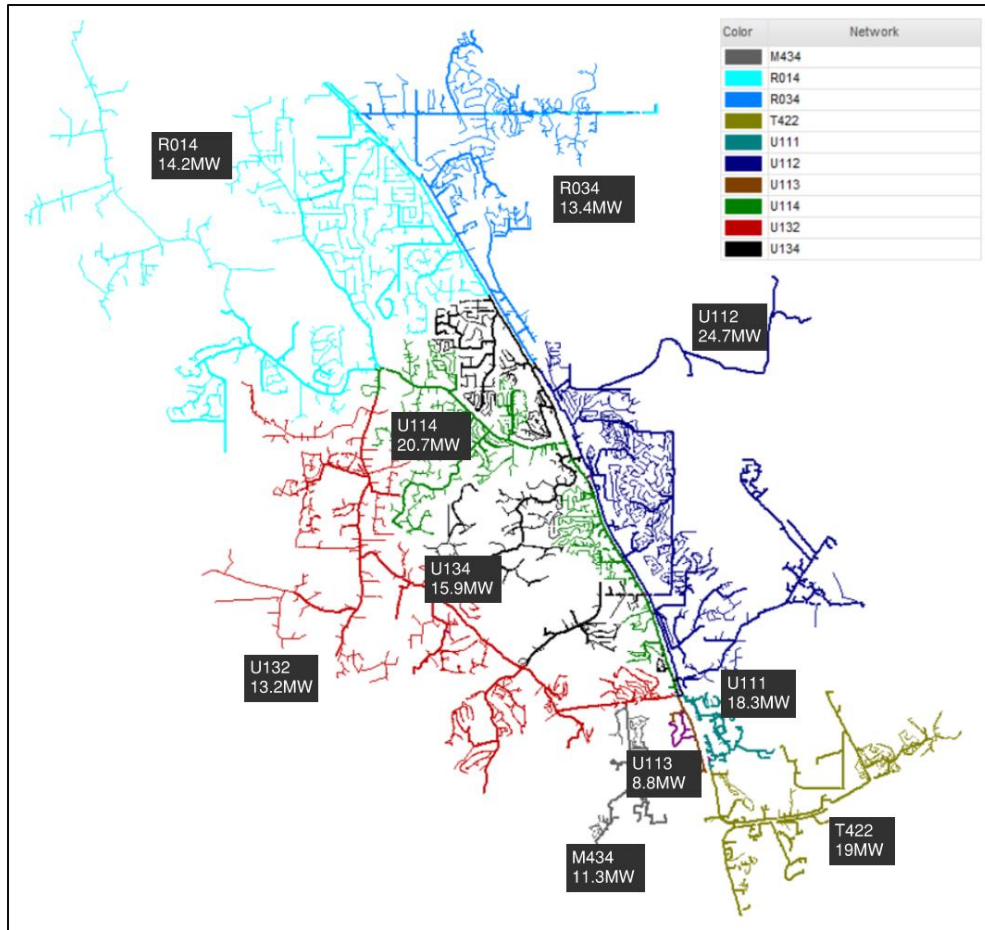 Color Network
M434
R014
R034
T422
U111
U112
U113
U114
U132
U134
R014
14.2MW
R034
13.4MW
U112
24.7MW
U114
20.7MW
U134
15.9MW
U132
13.2MW
U111
18.3MW
U113
8.8MW
T422
19MW
M434
11.3MW